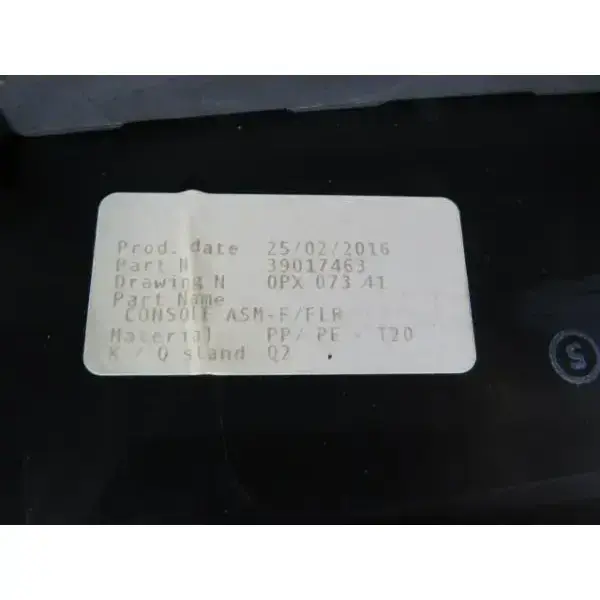 Prod. date 25/02/2016
Part N 39017463
Drawing N OPX 073 41
Part Name
CONSOLE ASM-F/FLR
Material PP/ PE - T20
K / Q stand Q2
S